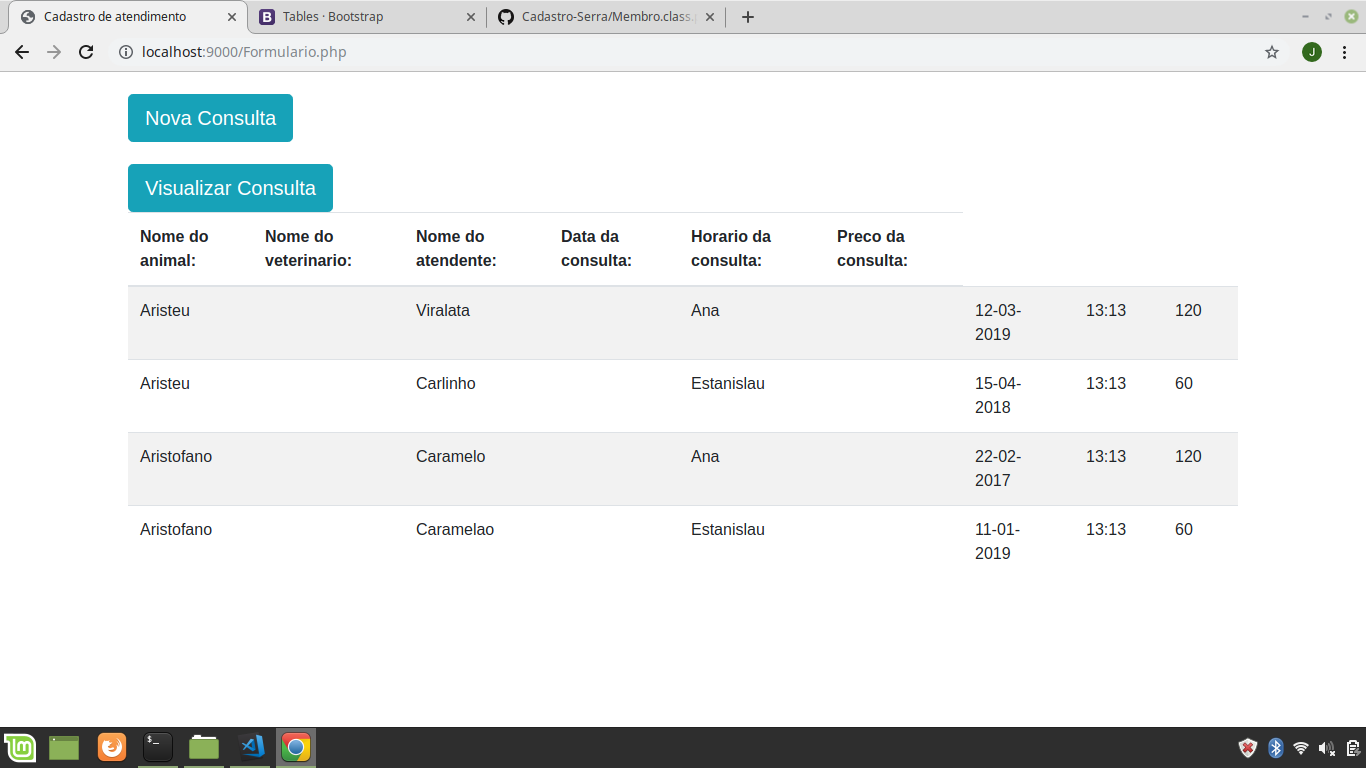 Cadastro de atendimento
Tables · Bootstrap
Cadastro-Serra/Membro.class.
localhost:9000/Formulario.php
J
Nova Consulta
Visualizar Consulta
Nome do animal: Nome do veterinario: Nome do atendente: Data da consulta: Horario da consulta: Preco da consulta:
Aristeu Viralata Ana 12-03-2019 13:13 120
Aristeu Carlinho Estanislau 15-04-2018 13:13 60
Aristofano Caramelo Ana 22-02-2017 13:13 120
Aristofano Caramelao Estanislau 11-01-2019 13:13 60